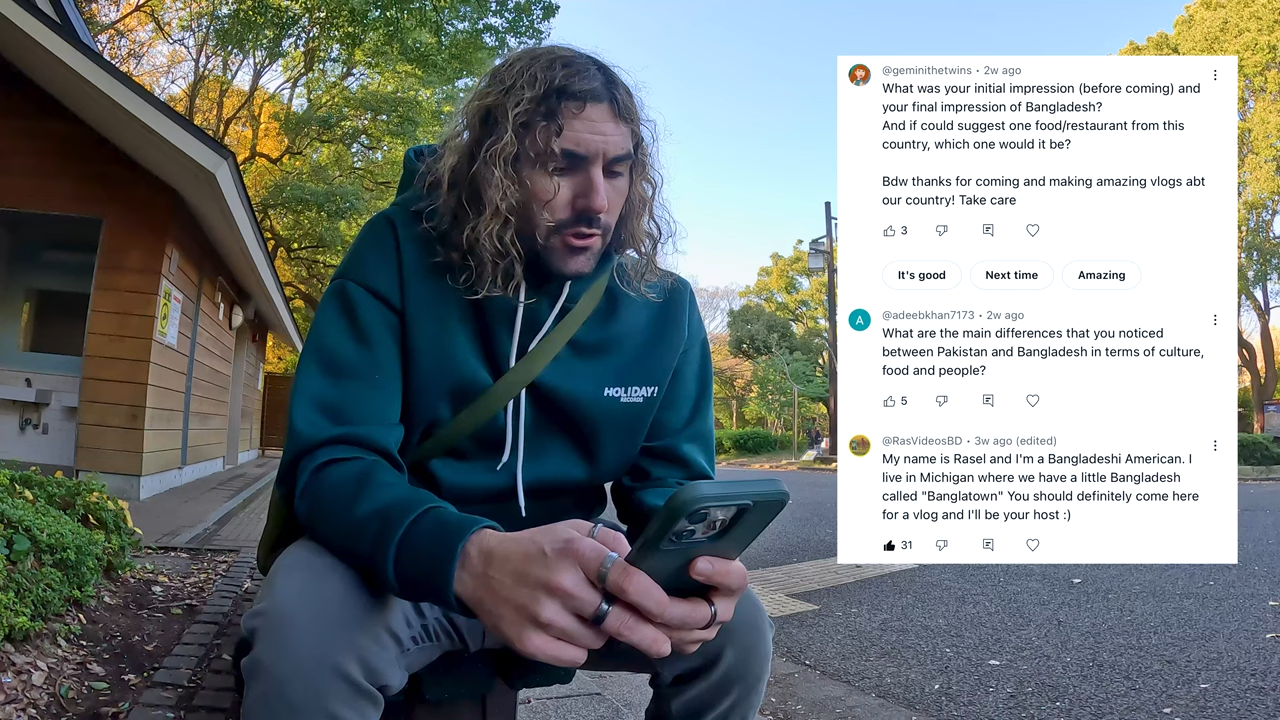 HOLIDAY!
RECORDS
@geminithetwins • 2w ago
What was your initial impression (before coming) and
your final impression of Bangladesh?
And if could suggest one food/restaurant from this
country, which one would it be?
Bdw thanks for coming and making amazing vlogs abt
our country! Take care
3
It's good
Next time
Amazing
A
@adeebkhan7173 • 2w ago
What are the main differences that you noticed
between Pakistan and Bangladesh in terms of culture,
food and people?
5
@RasVideosBD • 3w ago (edited)
My name is Rasel and I'm a Bangladeshi American. I
live in Michigan where we have a little Bangladesh
called "Banglatown" You should definitely come here
for a vlog and I'll be your host :)
31